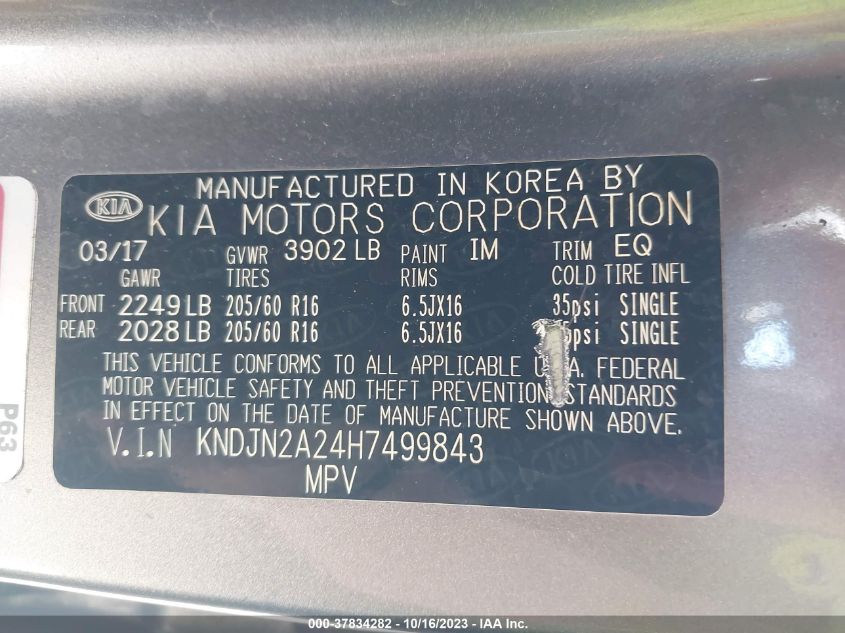 MANUFACTURED IN KOREA BY
KIA KIA MOTORS CORPORATION
03/17 GVWR 3902 LB PAINT IM TRIM EQ
GAWR TIRES RIMS COLD TIRE INFL
FRONT 2249 LB 205/60 R16 6.5JX16 35psi SINGLE
REAR 2028 LB 205/60 R16 6.5JX16 SINGLE
THIS VEHICLE CONFORMS TO ALL APPLICABLE FEDERAL
MOTOR VEHICLE SAFETY AND THEFT PREVENTION STANDARDS
IN EFFECT ON THE DATE OF MANUFACTURE SHOWN ABOVE.
V.I.N KNDJN2A24H7499843
MPV
P63
000-37834282 - 10/16/2023 - IAA Inc.